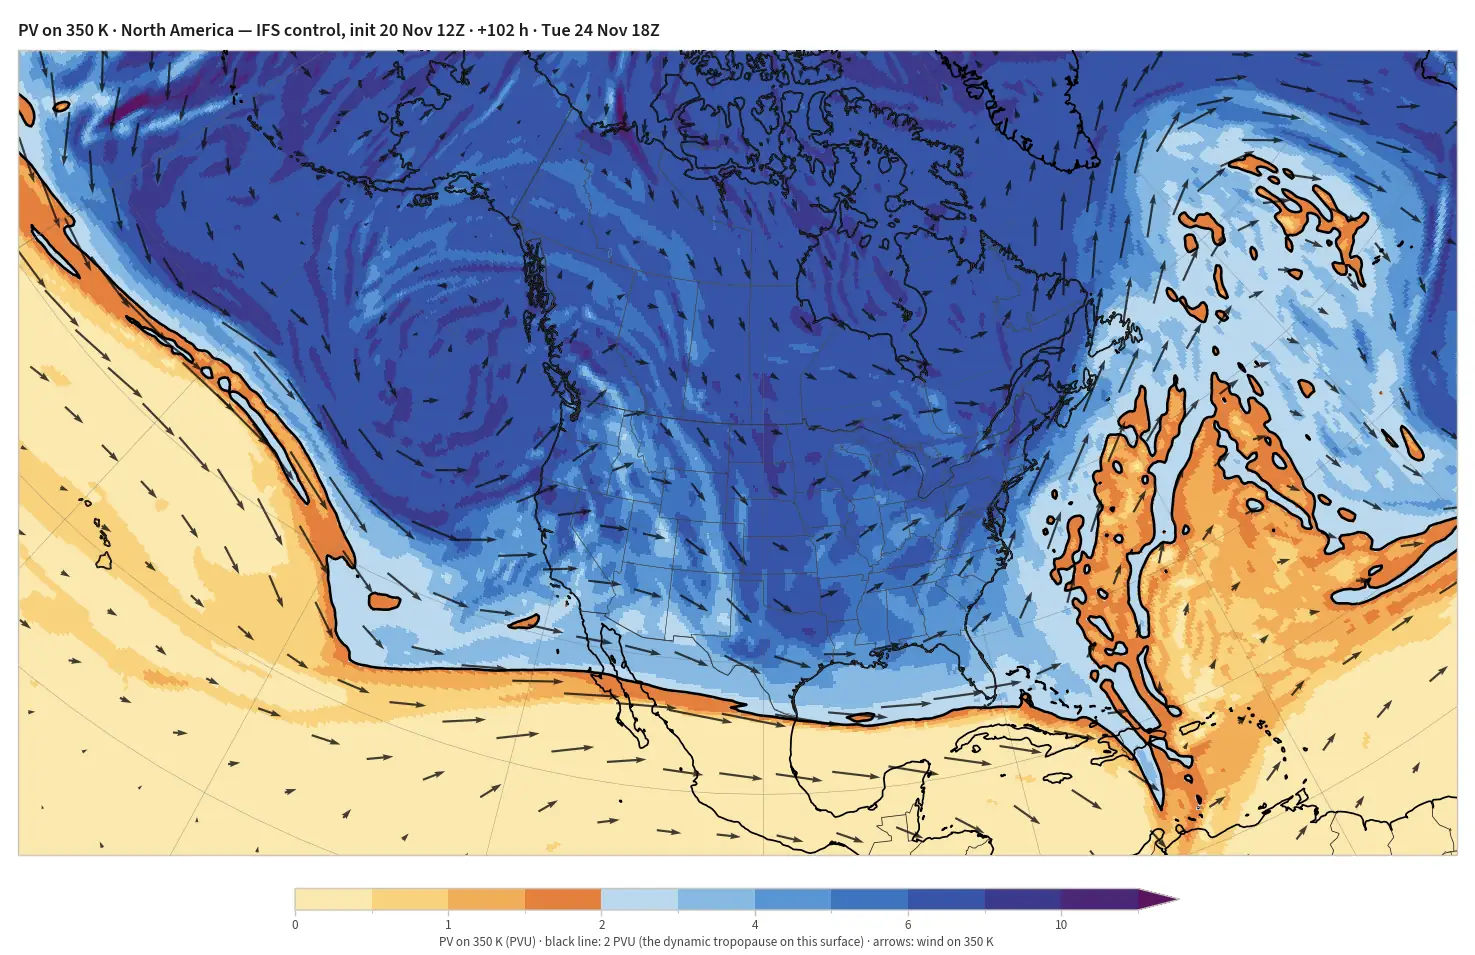 PV on 350 K · North America — IFS control, init 20 Nov 12Z · +102 h · Tue 24 Nov 18Z
0 1 2 4 6 10
PV on 350 K (PVU) · black line: 2 PVU (the dynamic tropopause on this surface) · arrows: wind on 350 K